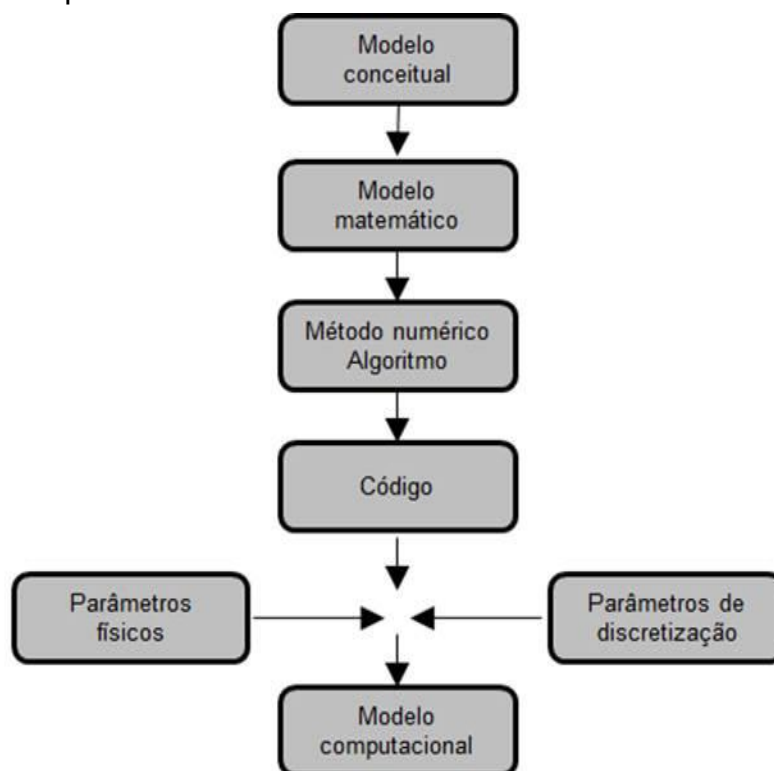 Modelo
conceitual
Modelo
matemático
Método numérico
Algoritmo
Código
Parâmetros
físicos
Parâmetros de
discretização
Modelo
computacional